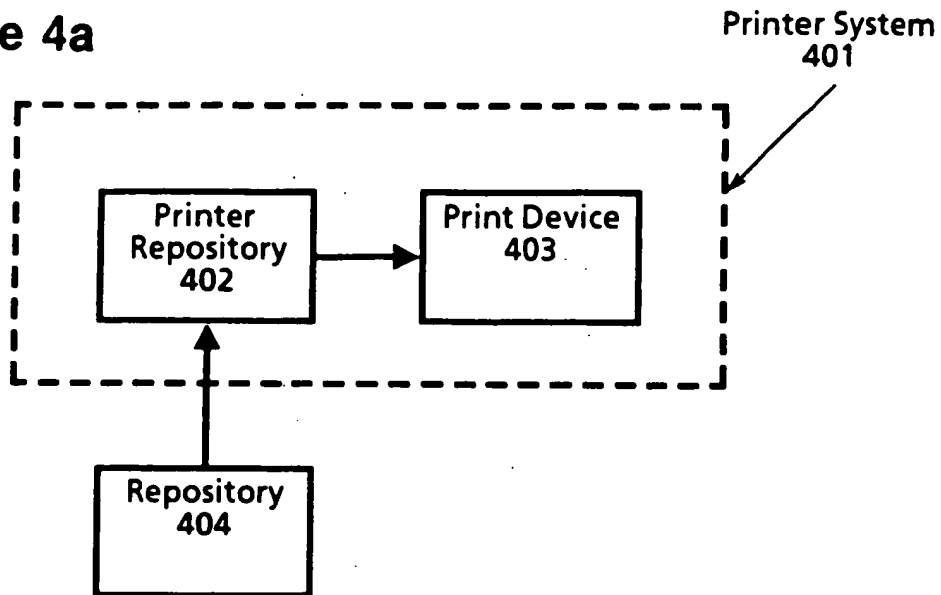 e 4a
Printer System
401
Printer
Repository
402
Print Device
403
Repository
404